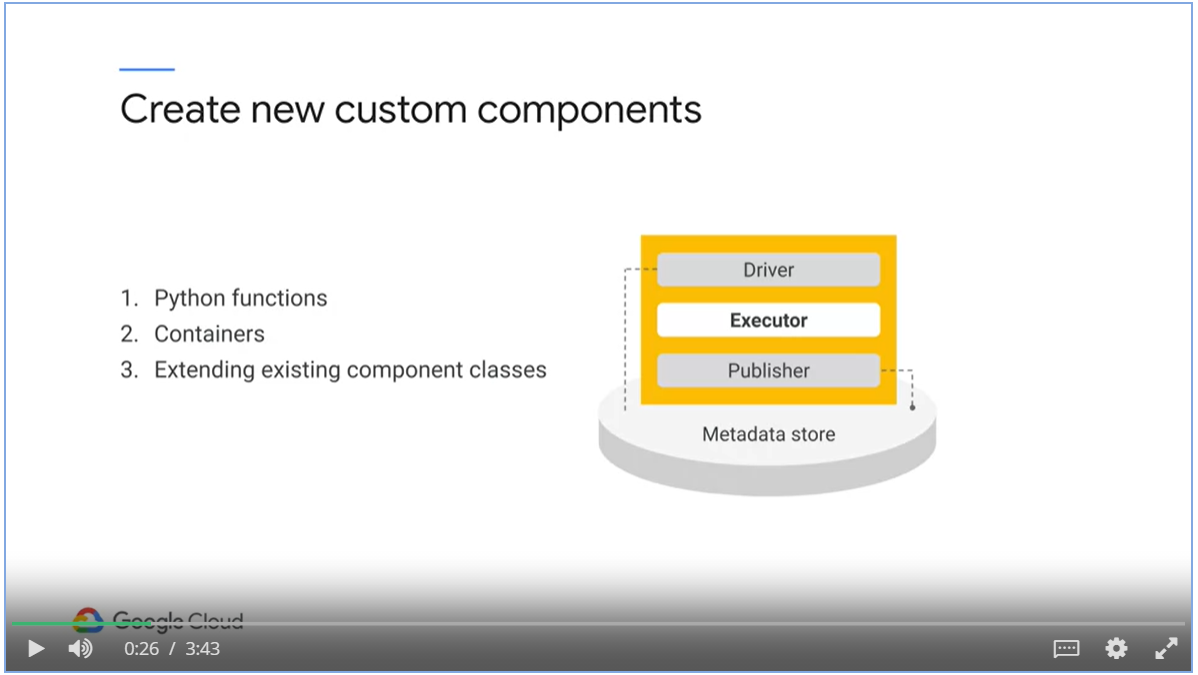 Create new custom components
1. Python functions
2. Containers
3. Extending existing component classes
Driver
Executor
Publisher
Metadata store
Google Cloud
0:26 / 3:43